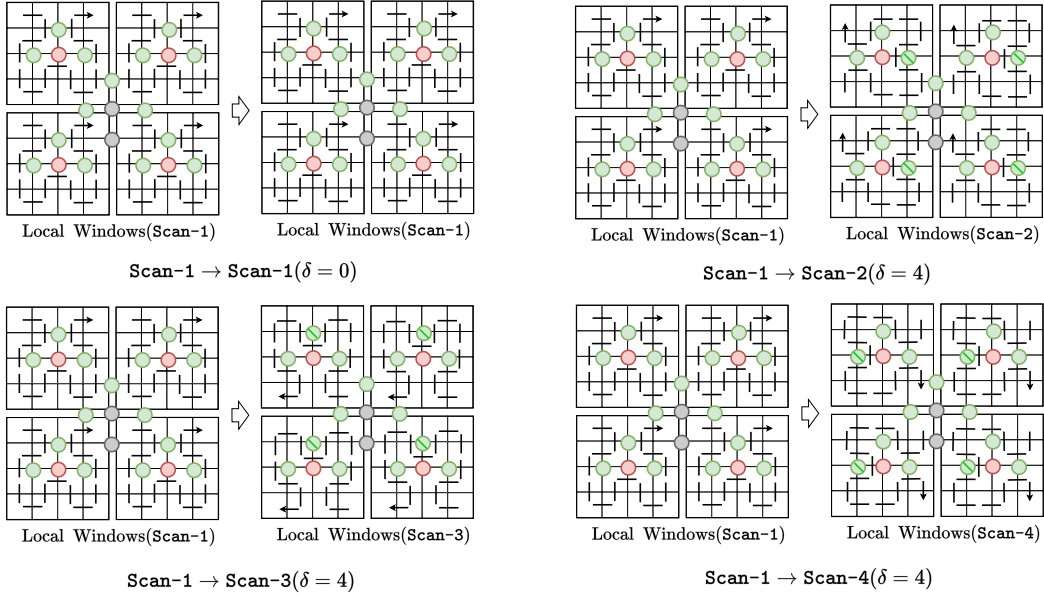 Local Windows(Scan-1)
Local Windows(Scan-1)
Scan-1 → Scan-1(δ = 0)
Local Windows(Scan-1)
Local Windows(Scan-2)
Scan-1 → Scan-2(δ = 4)
Local Windows(Scan-1)
Local Windows(Scan-3)
Scan-1 → Scan-3(δ = 4)
Local Windows(Scan-1)
Local Windows(Scan-4)
Scan-1 → Scan-4(δ = 4)